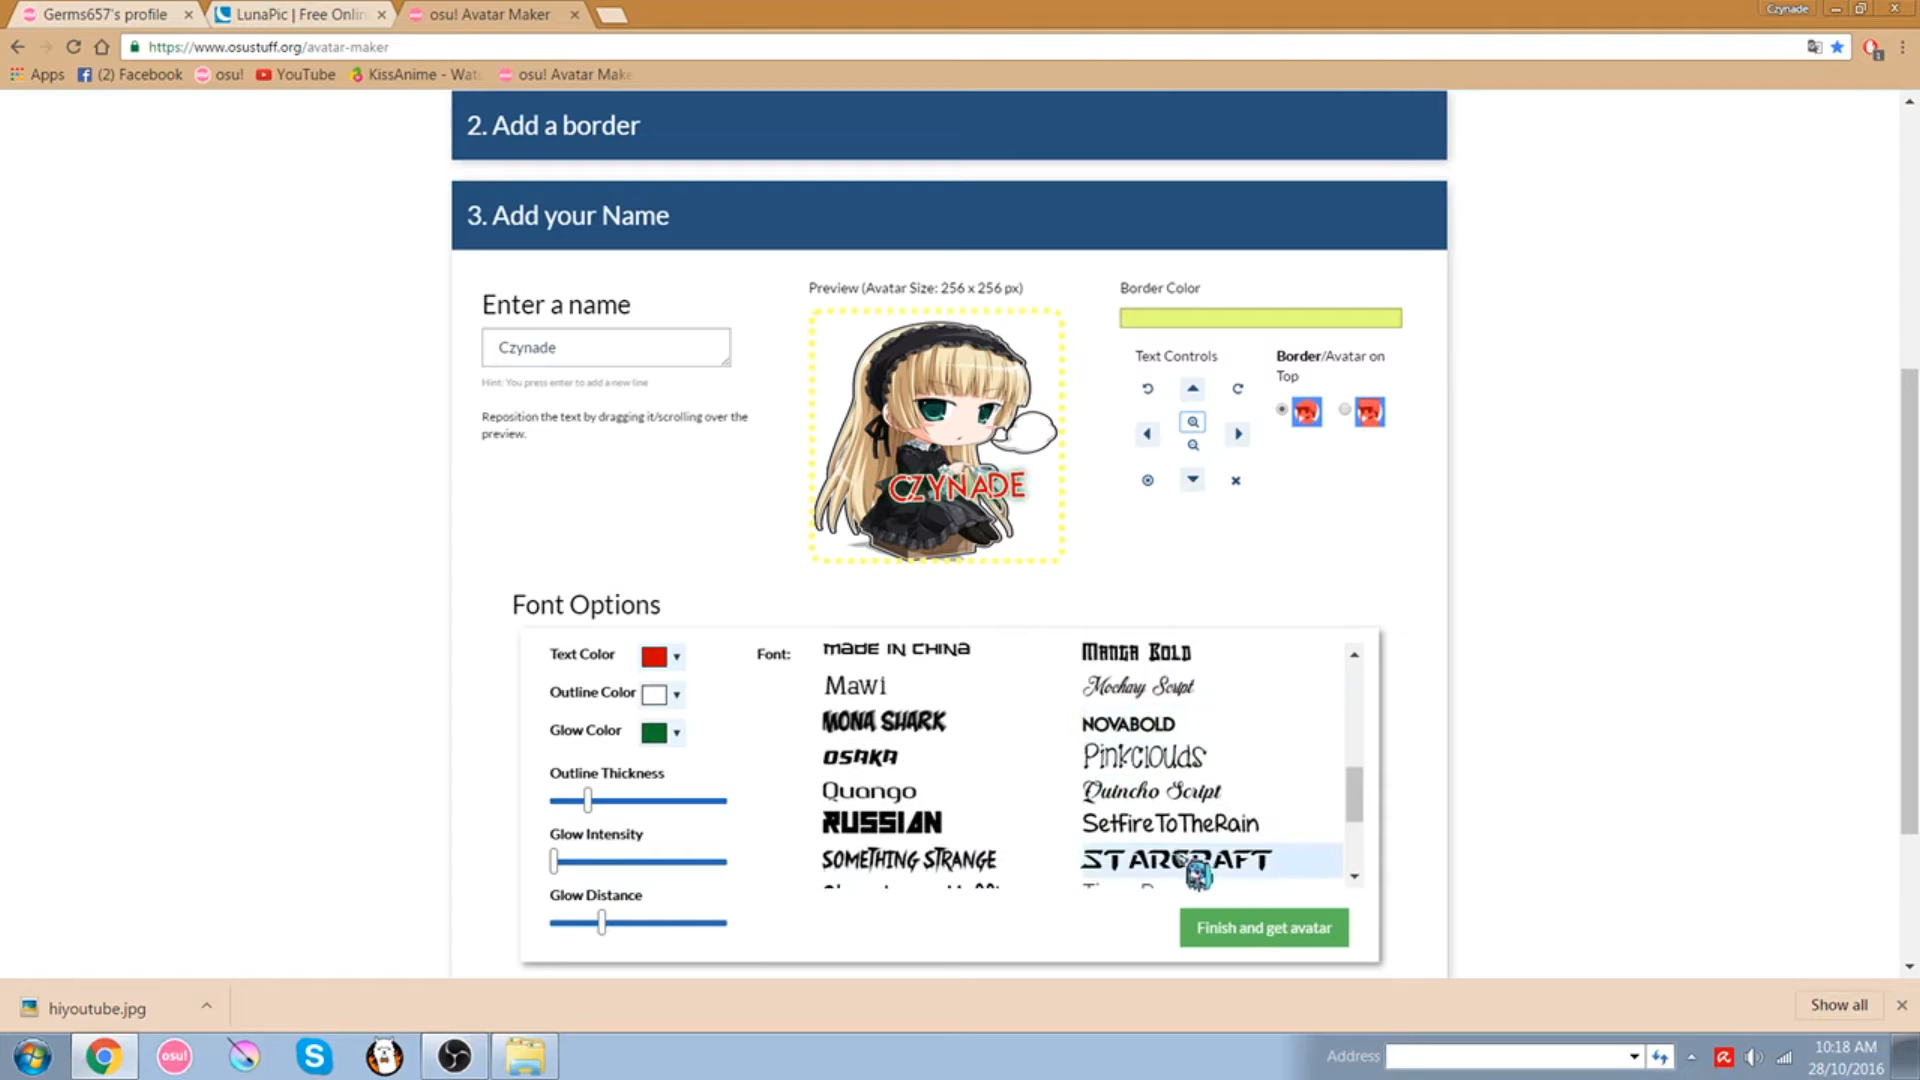 Germs657's profile
LunaPic | Free Onlin
osu! Avatar Maker
Czynade
https://www.osustuff.org/avatar-maker
Apps
(2) Facebook
osu!
YouTube
KissAnime - Wat
osu! Avatar Make
2. Add a border
3. Add your Name
Enter a name
Czynade
Hint: You press enter to add a new line
Reposition the text by dragging it/scrolling over the
preview.
Preview (Avatar Size: 256 x 256 px)
CZYNADE
Border Color
Text Controls
Border/Avatar on
Top
Font Options
Text Color
Outline Color
Glow Color
Outline Thickness
Glow Intensity
Glow Distance
Font:
MADE IN CHINA
Manga Bold
Mawi
Mochary Script
MONA SHARK
NOVABOLD
OSAKA
Pinkclouds
Quango
Quincho Script
RUSSIAN
SetFireToTheRain
SOMETHING STRANGE
STARCRAFT
Finish and get avatar
hiyoutube.jpg
Show all
osu!
Address
10:18 AM
28/10/2016